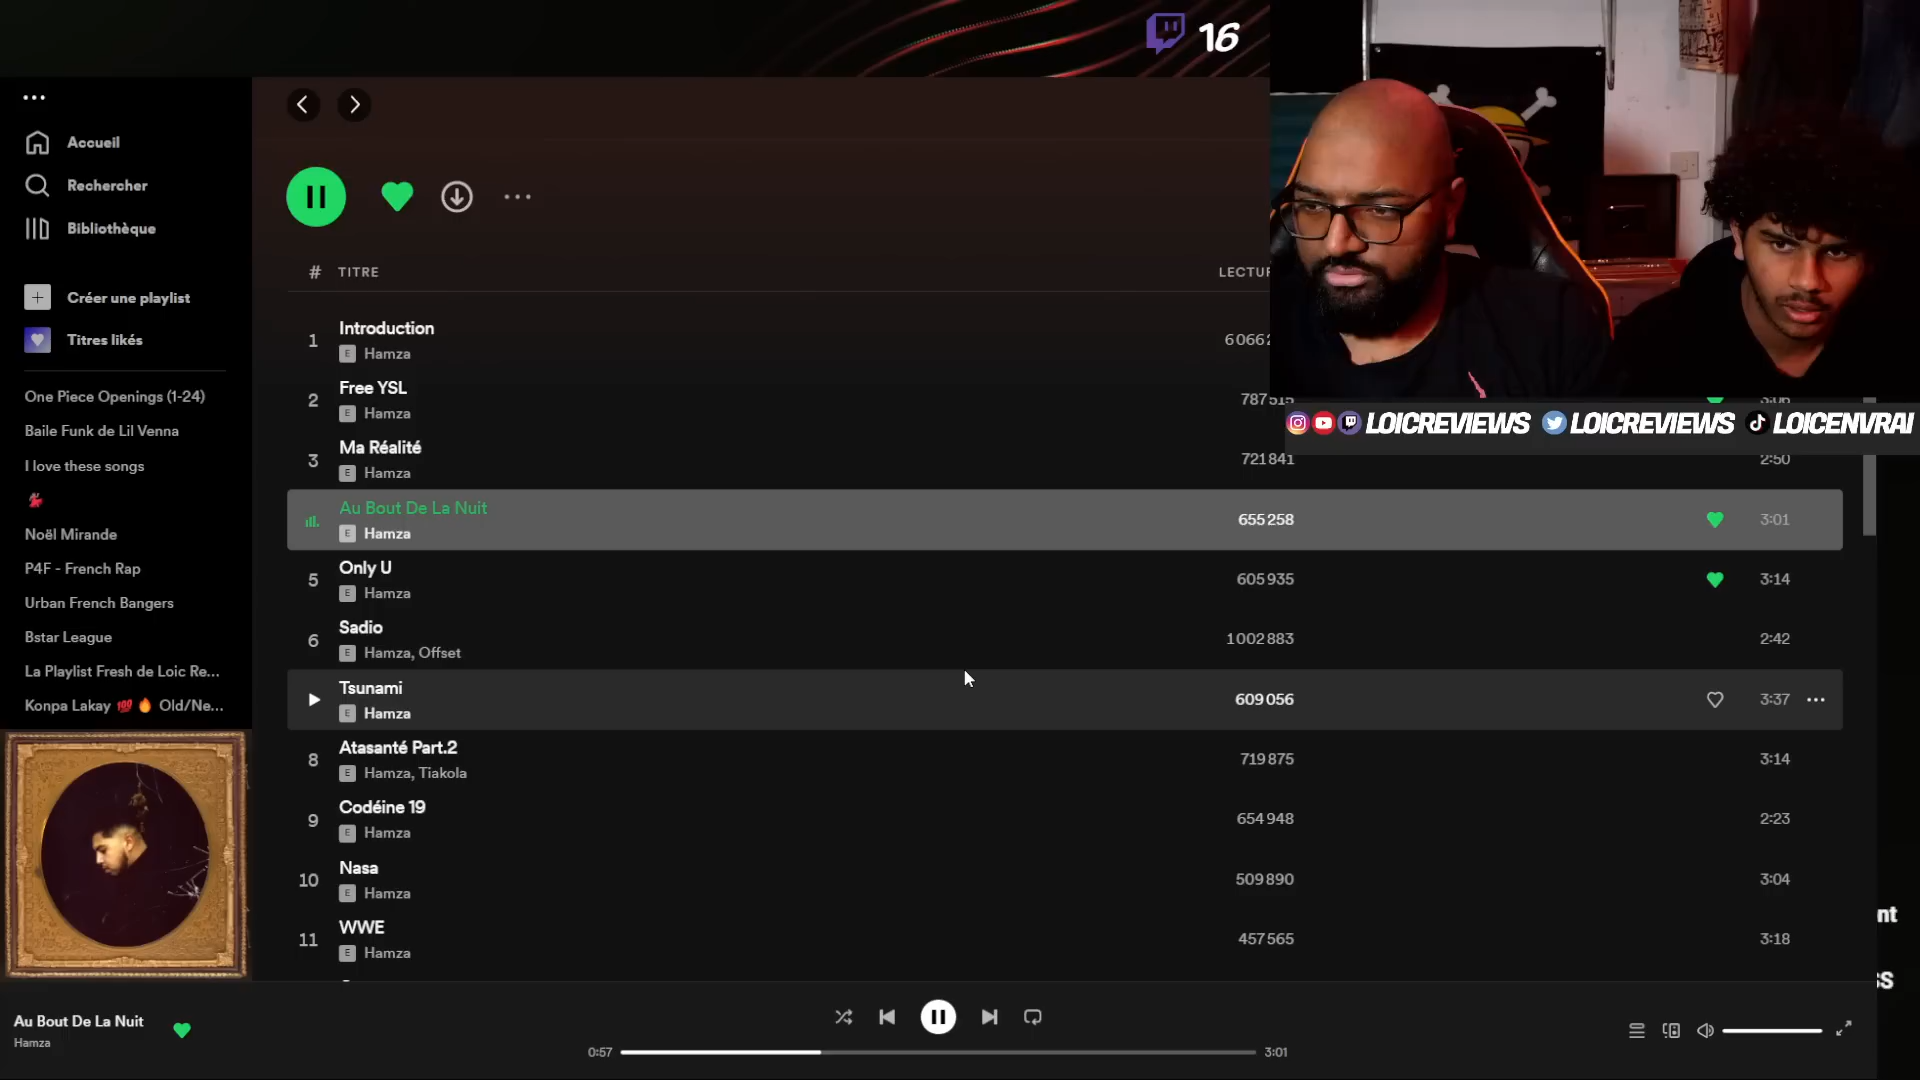 16
Accueil
Rechercher
Bibliothèque
Créer une playlist
Titres likés
One Piece Openings (1-24)
Baile Funk de Lil Venna
I love these songs
Noël Mirande
P4F - French Rap
Urban French Bangers
Bstar League
La Playlist Fresh de Loic Re...
Konpa Lakay 💯 🔥 Old/Ne...
# TITRE
1 Introduction
E Hamza
2 Free YSL
E Hamza
3 Ma Réalité 721 841 2:50
E Hamza
Au Bout De La Nuit 655 258 3:01
E Hamza
5 Only U 605 935 3:14
E Hamza
6 Sadio 1 002 883 2:42
E Hamza, Offset
Tsunami 609 056 3:37
E Hamza
8 Atasanté Part.2 719 875 3:14
E Hamza, Tiakola
9 Codéine 19 654 948 2:23
E Hamza
10 Nasa 509 890 3:04
E Hamza
11 WWE 457 565 3:18
E Hamza
LOICREVIEWS LOICREVIEWS LOICENVRAI
Au Bout De La Nuit
Hamza
0:57 3:01